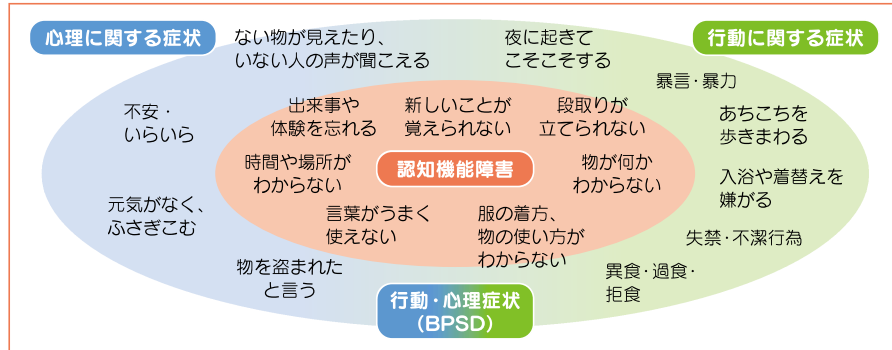 心理に関する症状
ない物が見えたり、
いない人の声が聞こえる
夜に起きて
こそこそする
行動に関する症状
暴言・暴力
不安・
いらいら
出来事や
体験を忘れる
新しいことが
覚えられない
段取りが
立てられない
あちこちを
歩きまわる
時間や場所が
わからない
認知機能障害
物が何か
わからない
入浴や着替えを
嫌がる
元気がなく、
ふさぎこむ
言葉がうまく
使えない
服の着方、
物の使い方が
わからない
失禁・不潔行為
物を盗まれた
と言う
行動・心理症状
(BPSD)
異食・過食・
拒食